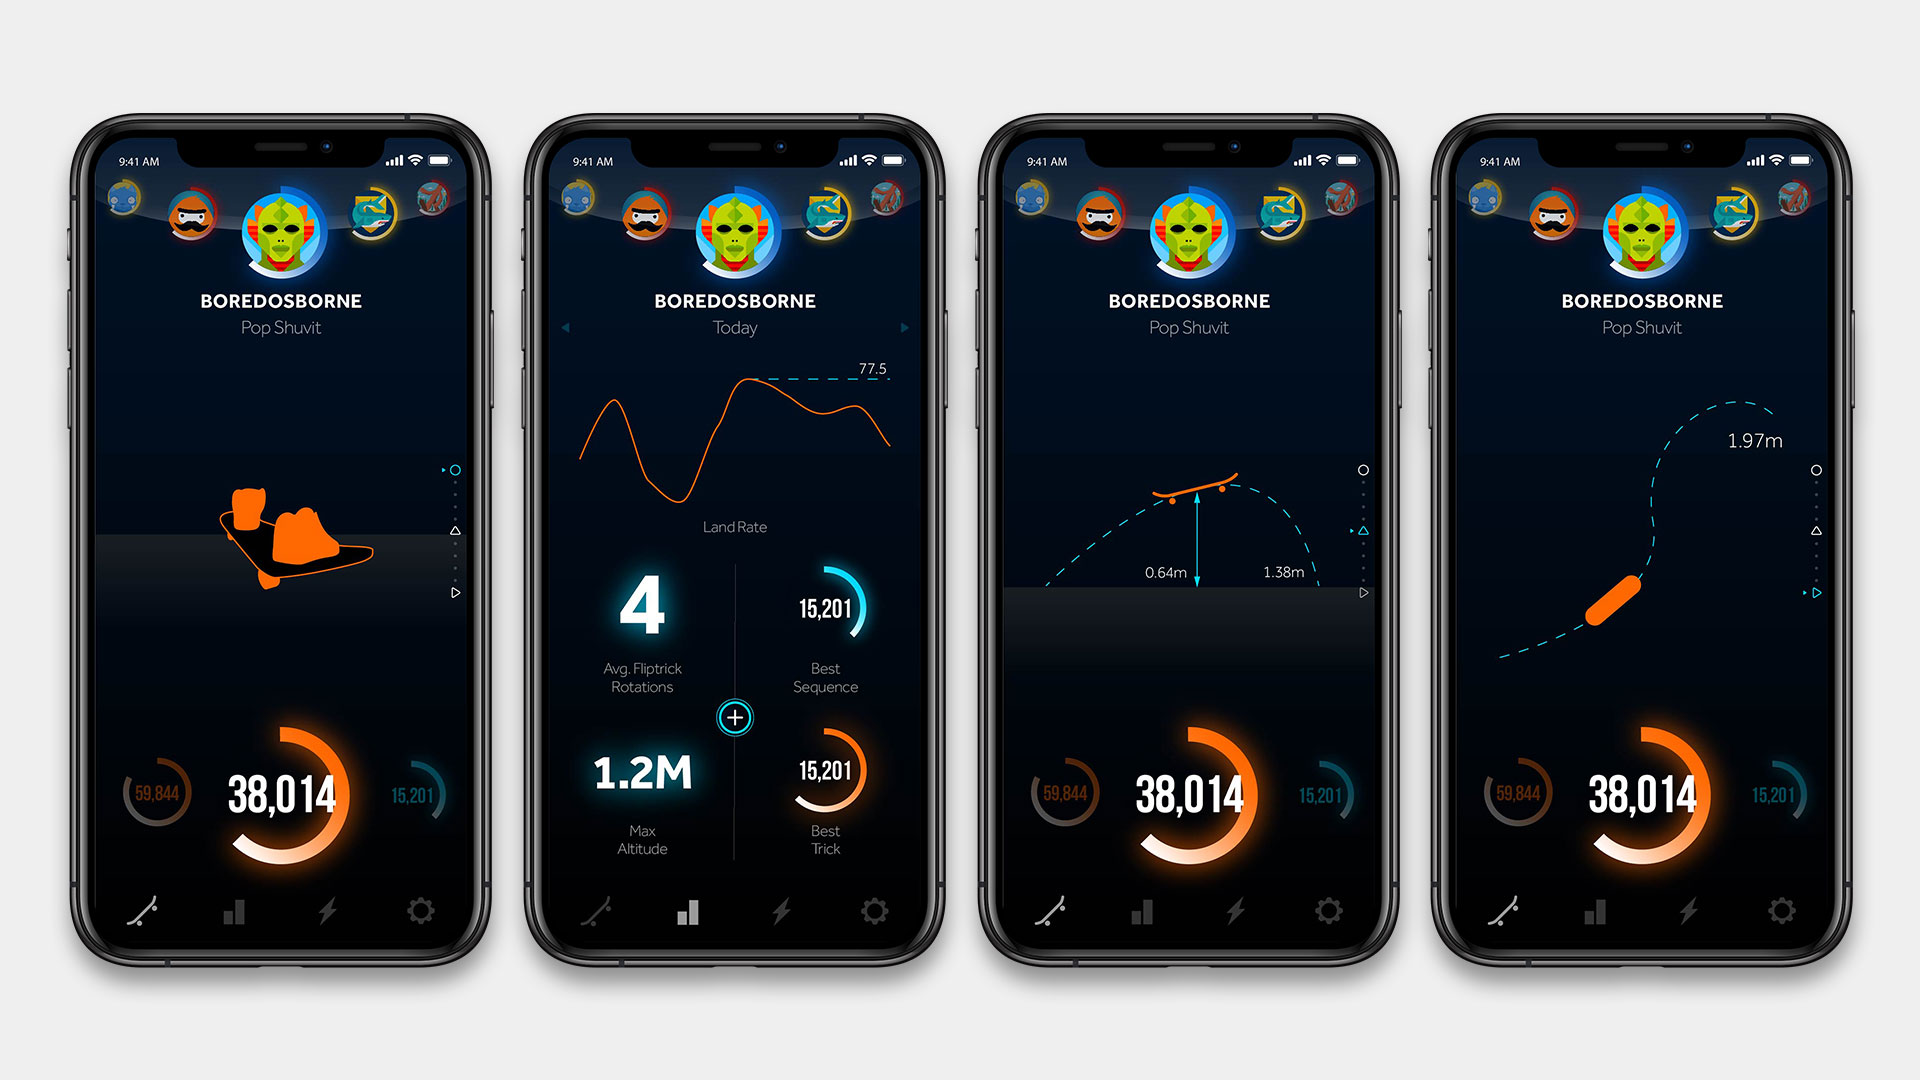 9:41 AM
BOREDOSBORNE
Pop Shuvit
59,844
38,014
15,201
9:41 AM
BOREDOSBORNE
Today
77.5
Land Rate
4
Avg. Fliptrick
Rotations
15,201
Best
Sequence
1.2M
Max
Altitude
15,201
Best
Trick
9:41 AM
BOREDOSBORNE
Pop Shuvit
0.64m
1.38m
59,844
38,014
15,201
9:41 AM
BOREDOSBORNE
Pop Shuvit
1.97m
59,844
38,014
15,201